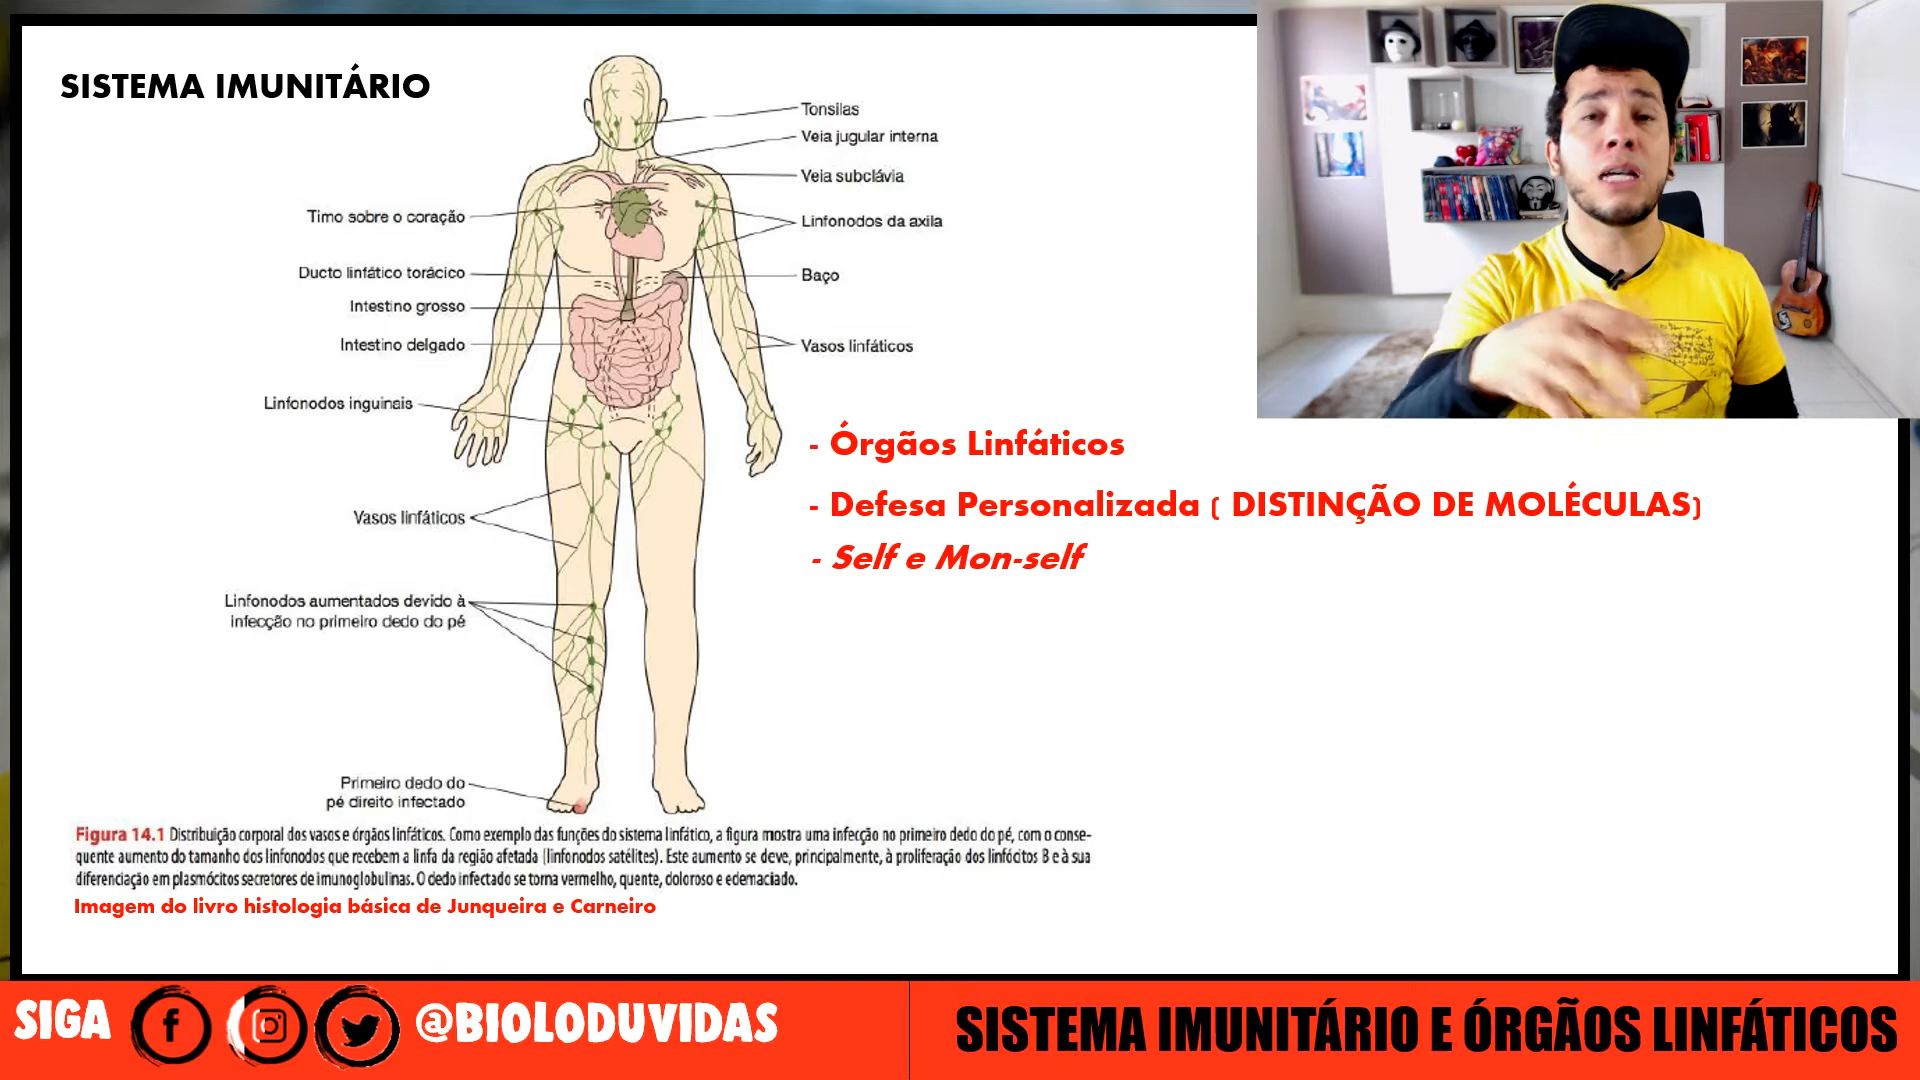 SISTEMA IMUNITÁRIO
Tonsilas
Veia jugular interna
Veia subclávia
Timo sobre o coração
Linfonodos da axila
Ducto linfático torácico
Baço
Intestino grosso
Intestino delgado
Vasos linfáticos
Linfonodos inguinais
- Órgãos Linfáticos
- Defesa Personalizada ( DISTINÇÃO DE MOLÉCULAS)
- Self e Mon-self
Vasos linfáticos
Linfonodos aumentados devido à
infecção no primeiro dedo do pé
Primeiro dedo do
pé direito infectado
Figura 14.1 Distribuição corporal dos vasos e órgãos linfáticos. Como exemplo das funções do sistema linfático, a figura mostra uma infecção no primeiro dedo do pé, com o conse-
quente aumento do tamanho dos linfonodos que recebem a linfa da região afetada (linfonodos satélites). Este aumento se deve, principalmente, à proliferação dos linfócitos B e à sua
diferenciação em plasmócitos secretores de imunoglobulinas. O dedo infectado se torna vermelho, quente, doloroso e edemaciado.
Imagem do livro histologia básica de Junqueira e Carneiro
SIGA @BIOLODUVIDAS
SISTEMA IMUNITÁRIO E ÓRGÃOS LINFÁTICOS